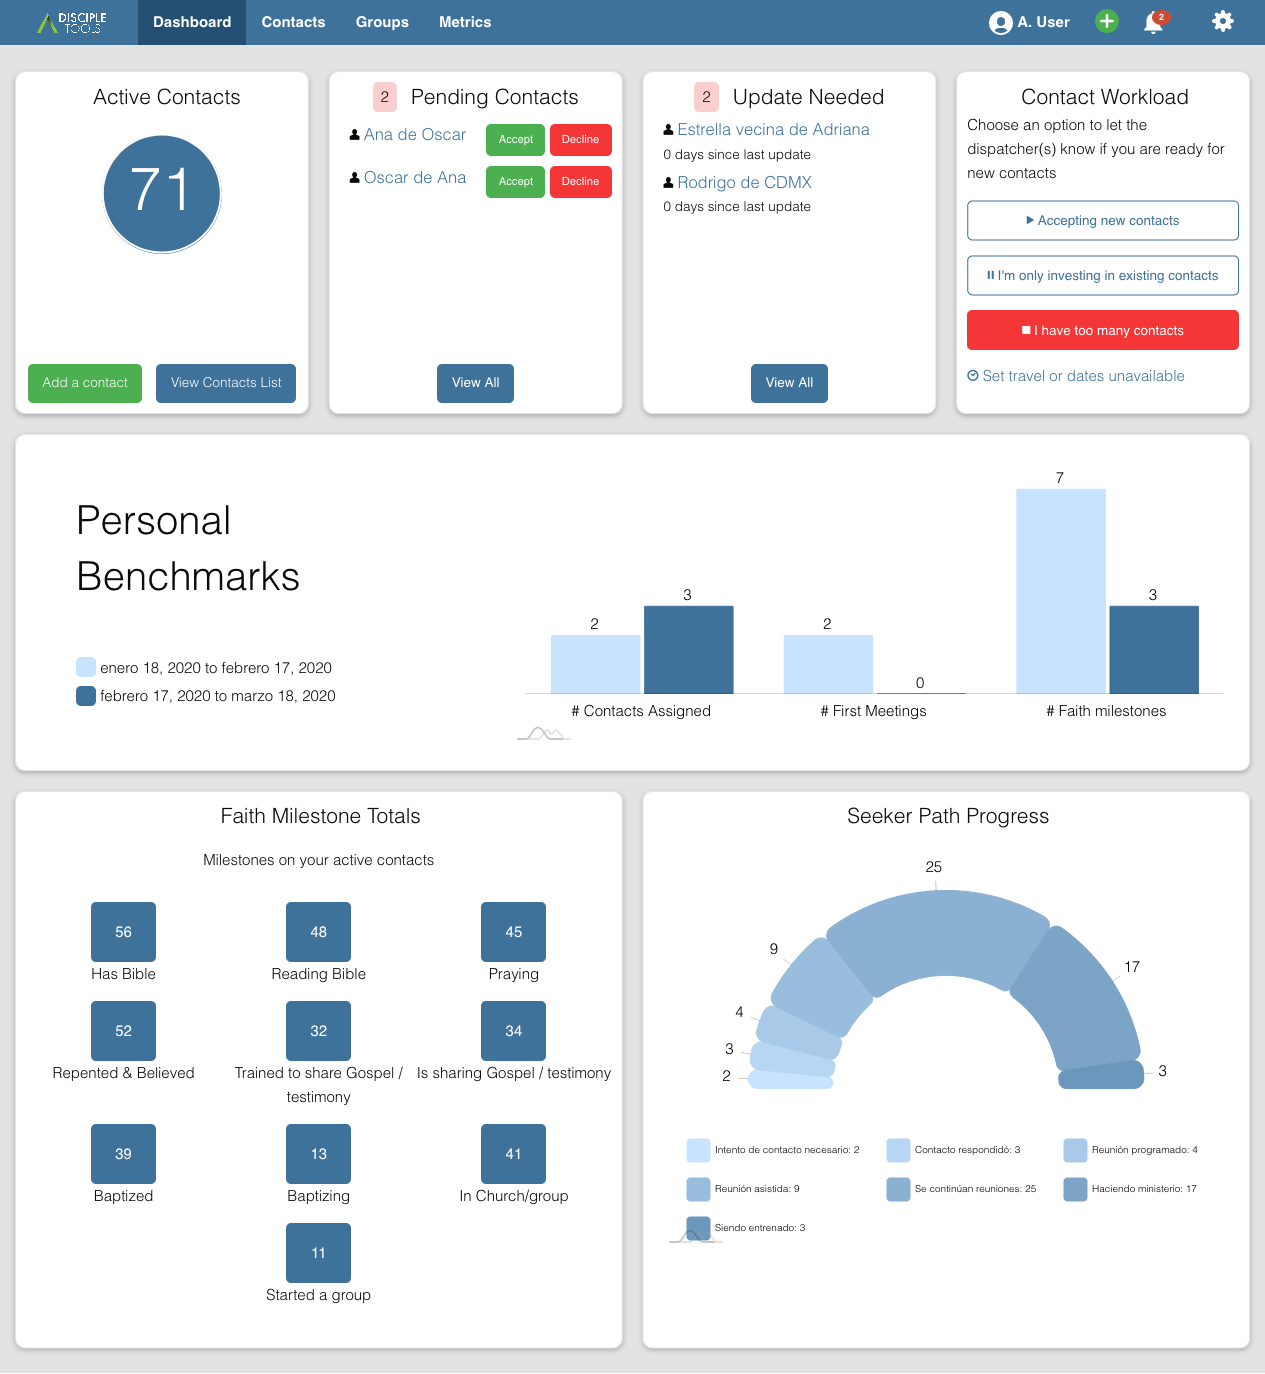 DISCIPLE
TOOLS
Dashboard
Contacts
Groups
Metrics
A. User
2
Active Contacts
71
Add a contact
View Contacts List
2
Pending Contacts
Ana de Oscar
Accept
Decline
Oscar de Ana
Accept
Decline
View All
2
Update Needed
Estrella vecina de Adriana
0 days since last update
Rodrigo de CDMX
0 days since last update
View All
Contact Workload
Choose an option to let the
dispatcher(s) know if you are ready for
new contacts
Accepting new contacts
I'm only investing in existing contacts
I have too many contacts
Set travel or dates unavailable
Personal
Benchmarks
enero 18, 2020 to febrero 17, 2020
febrero 17, 2020 to marzo 18, 2020
2
3
2
0
7
3
# Contacts Assigned
# First Meetings
# Faith milestones
Faith Milestone Totals
Milestones on your active contacts
56
Has Bible
48
Reading Bible
45
Praying
52
Repented & Believed
32
Trained to share Gospel /
testimony
34
Is sharing Gospel / testimony
39
Baptized
13
Baptizing
41
In Church/group
11
Started a group
Seeker Path Progress
25
9
17
4
3
2
3
Intento de contacto necesario: 2
Contacto respondidó: 3
Reunión programado: 4
Reunión asistida: 9
Se continúan reuniones: 25
Haciendo ministerio: 17
Siendo entrenado: 3